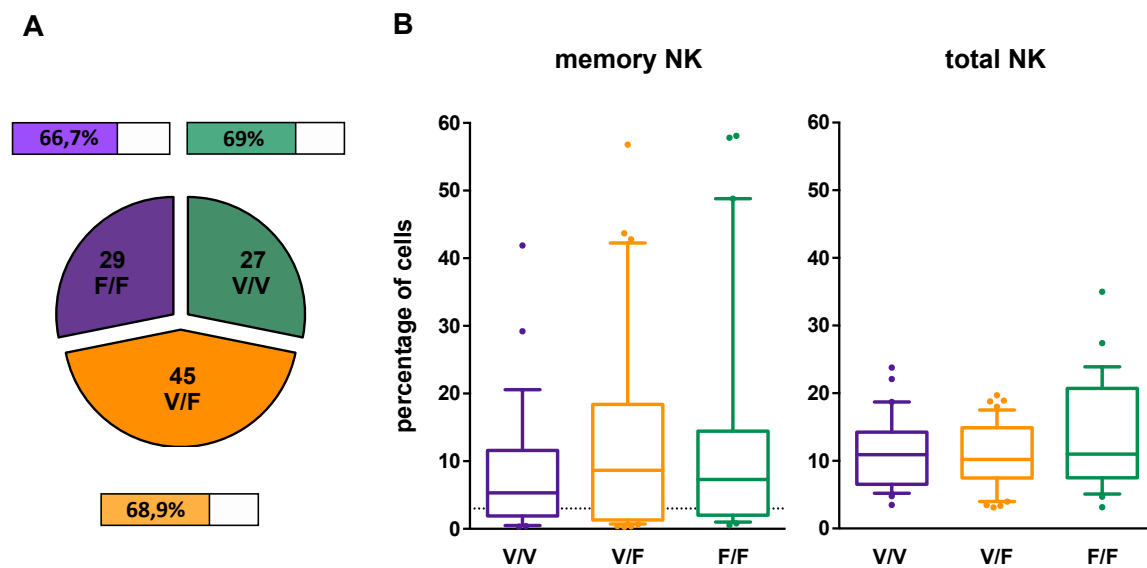 A
66,7%
69%
29
F/F
27
V/V
45
V/F
68,9%
B
memory NK
percentage of cells
60
50
40
30
20
10
0
V/V
V/F
F/F
total NK
60
50
40
30
20
10
0
V/V
V/F
F/F